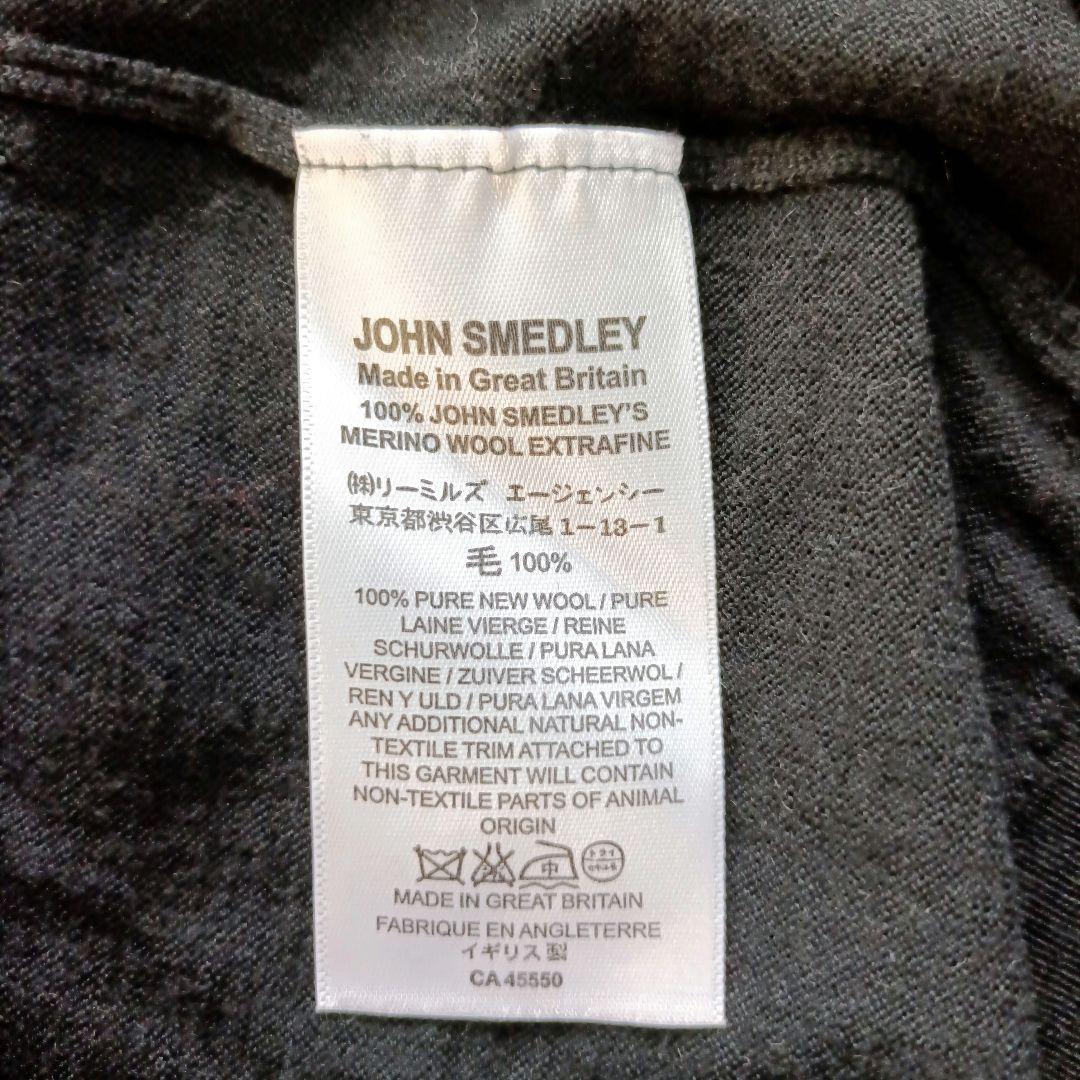 JOHN SMEDLEY
Made in Great Britain
100% JOHN SMEDLEY'S
MERINO WOOL EXTRAFINE
㈱リーミルズ エージェンシー
東京都渋谷区広尾1-13-1
毛 100%
100% PURE NEW WOOL / PURE
LAINE VIERGE / REINE
SCHURWOLLE / PURA LANA
VERGINE / ZUIVER SCHEERWOL /
REN Y ULD / PURA LANA VIRGEM
ANY ADDITIONAL NATURAL NON-
TEXTILE TRIM ATTACHED TO
THIS GARMENT WILL CONTAIN
NON-TEXTILE PARTS OF ANIMAL
ORIGIN
中 ドライ
MADE IN GREAT BRITAIN
FABRIQUE EN ANGLETERRE
イギリス製
CA 45550